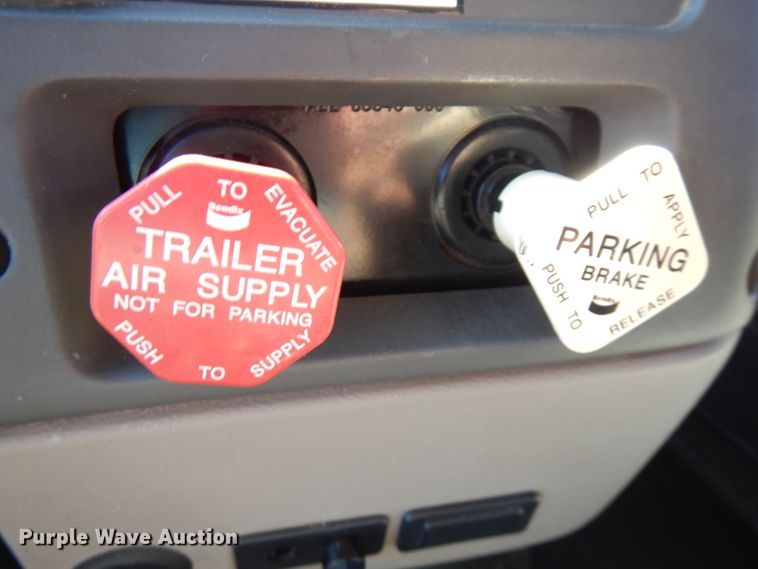 PULL TO EVACUATE
Bendix
TRAILER
AIR SUPPLY
NOT FOR PARKING
PUSH TO SUPPLY
PULL TO APPLY
PARKING
BRAKE
Bendix
PUSH TO RELEASE
Purple Wave Auction